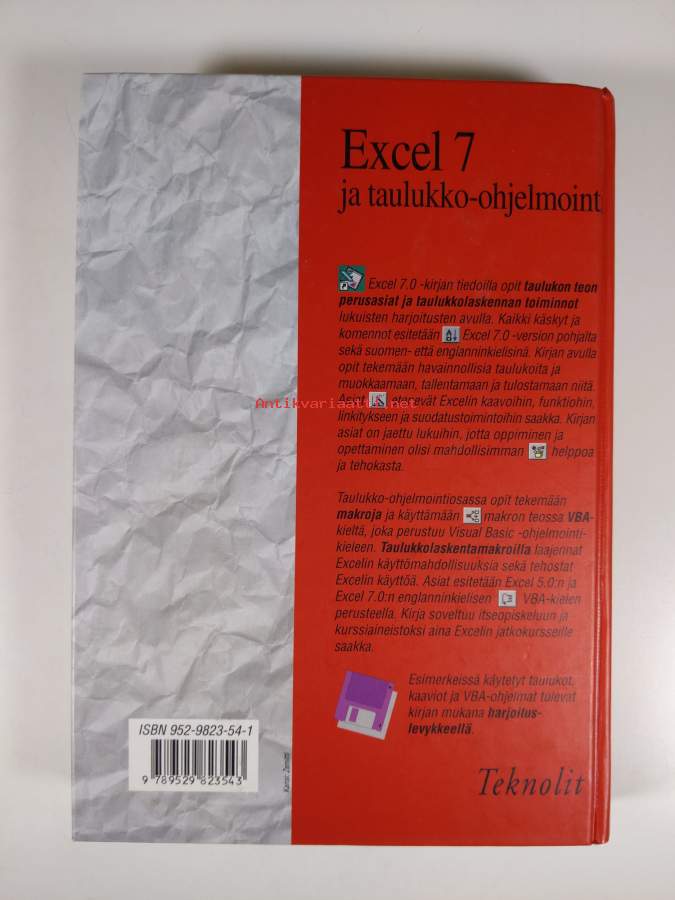 Excel 7
ja taulukko-ohjelmoint
Excel 7.0 -kirjan tiedoilla opit taulukon teon
perusasiat ja taulukkolaskennan toiminnot
lukuisten harjoitusten avulla. Kaikki käskyt ja
komennot esitetään Excel 7.0 -version pohjalta
sekä suomen- että englanninkielisinä. Kirjan avulla
opit tekemään havainnollisia taulukoita ja
muokkaamaan, tallentamaan ja tulostamaan niitä.
Asiat etenevät Excelin kaavoihin, funktioihin,
Antikvariaatti.net
linkitykseen ja suodatustoimintoihin saakka. Kirjan
asiat on jaettu lukuihin, jotta oppiminen ja
opettaminen olisi mahdollisimman helppoa
ja tehokasta.
Taulukko-ohjelmointiosassa opit tekemään
makroja ja käyttämään makron teossa VBA-
kieltä, joka perustuu Visual Basic -ohjelmointi-
kieleen. Taulukkolaskentamakroilla laajennat
Excelin käyttömahdollisuuksia sekä tehostat
Excelin käyttöä. Asiat esitetään Excel 5.0:n ja
Excel 7.0:n englanninkielisen VBA-kielen
perusteella. Kirja soveltuu itseopiskeluun ja
kurssiaineistoksi aina Excelin jatkokursseille
saakka.
Esimerkeissä käytetyt taulukot,
kaaviot ja VBA-ohjelmat tulevat
kirjan mukana harjoitus-
levykkeellä.
ISBN 952-9823-54-1
9 789529 823543
Teknolit